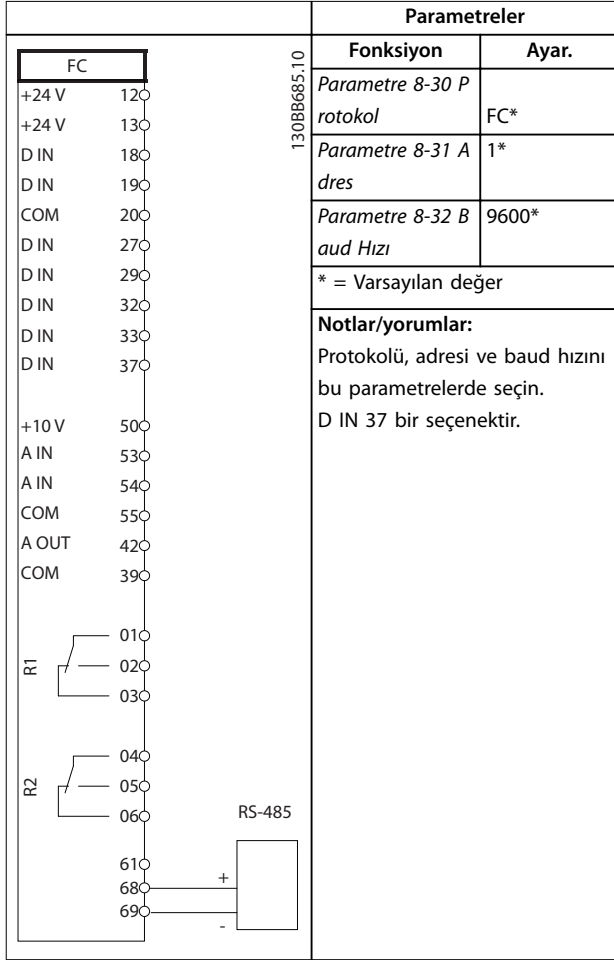 Parametreler
FC
130BB685.10
Fonksiyon Ayar.
+24 V 12
+24 V 13
D IN 18
D IN 19
COM 20
D IN 27
D IN 29
D IN 32
D IN 33
D IN 37
+10 V 50
A IN 53
A IN 54
COM 55
A OUT 42
COM 39
R1
01
02
03
R2
04
05
06
RS-485
61
68 +
69 -
Parametre 8-30 P
rotokol FC*
Parametre 8-31 A 1*
dres
Parametre 8-32 B 9600*
aud Hızı
* = Varsayılan değer
Notlar/yorumlar:
Protokolü, adresi ve baud hızını
bu parametrelerde seçin.
D IN 37 bir seçenektir.